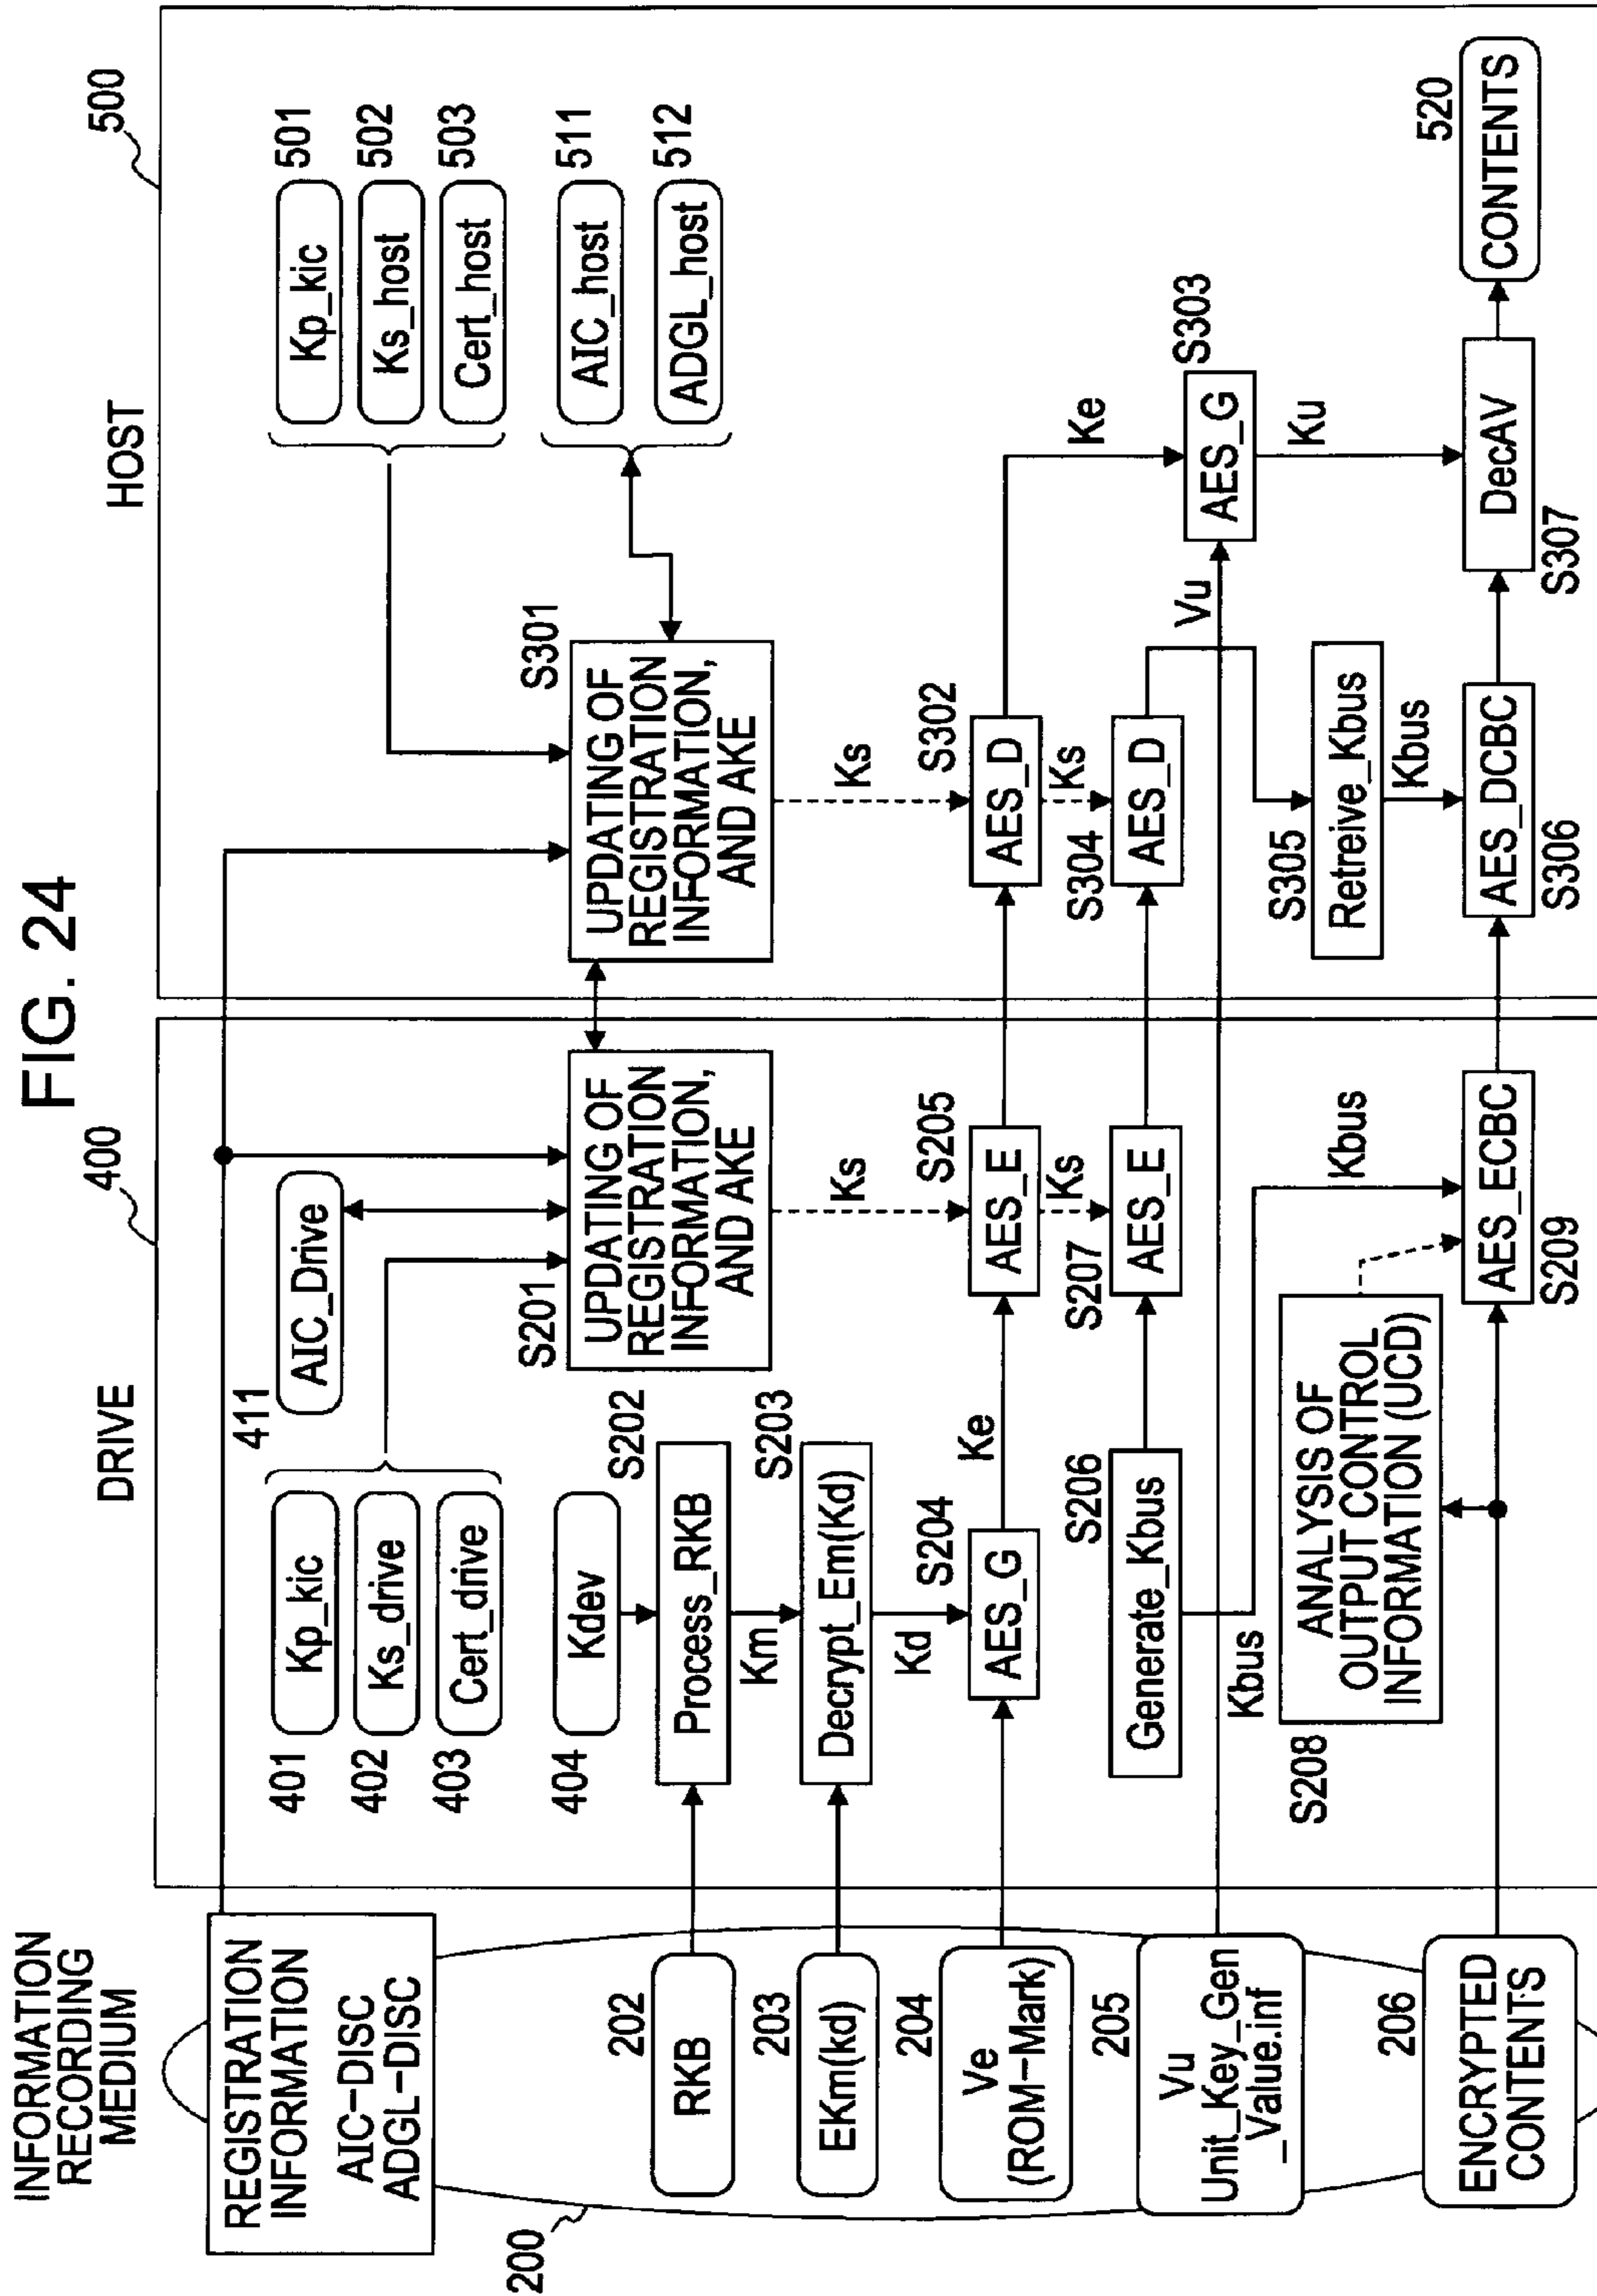 FIG. 24
INFORMATION
RECORDING
MEDIUM
200
REGISTRATION
INFORMATION
AIC-DISC
ADGL-DISC
202
RKB
203
EKm(kd)
204
Ve
(ROM-Mark)
205
Vu
Unit_Key_Gen
_Value.inf
206
ENCRYPTED
CONTENTS
DRIVE
400
401
Kp_kic
402
Ks_drive
403
Cert_drive
411
AIC_Drive
404
Kdev
S201
UPDATING OF
REGISTRATION
INFORMATION,
AND AKE
S202
Process_RKB
Km
S203
Decrypt_Em(Kd)
Kd
S204
AES_G
Ke
Ks
S205
AES_E
Ks
S206
Generate_Kbus
S207
AES_E
Kbus
Kbus
S208
ANALYSIS OF
OUTPUT CONTROL
INFORMATION (UCD)
AES_ECBC
S209
HOST
500
Kp_kic
501
Ks_host
502
Cert_host
503
AIC_host
511
ADGL_host
512
S301
UPDATING OF
REGISTRATION
INFORMATION,
AND AKE
Ks
S302
AES_D
Ke
Ks
S304
AES_D
Vu
S303
AES_G
Ku
S305
Retreive_Kbus
Kbus
AES_DCBC
S306
DecAV
S307
520
CONTENTS